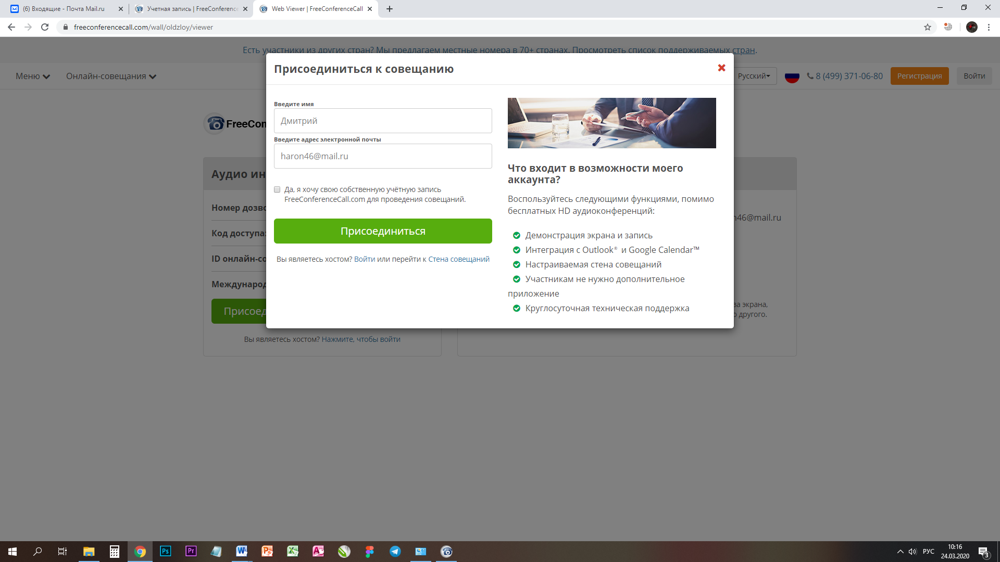 (6) Входящие - Почта Mail.ru
Учетная запись | FreeConference
Web Viewer | FreeConferenceCall
freeconferencecall.com/wall/oldzloy/viewer
Есть участники из других стран? Мы предлагаем местные номера в 70+ странах. Просмотреть список поддерживаемых стран.
Меню
Онлайн-совещания
Русский
8 (499) 371-06-80
Регистрация
Войти
Присоединиться к совещанию
FreeCon
Введите имя
Дмитрий
Введите адрес электронной почты
haron46@mail.ru
Да, я хочу свою собственную учётную запись
FreeConferenceCall.com для проведения совещаний.
Присоединиться
Вы являетесь хостом? Войти или перейти к Стена совещаний
Что входит в возможности моего
аккаунта?
Воспользуйтесь следующими функциями, помимо
бесплатных HD аудиоконференций:
Демонстрация экрана и запись
Интеграция с Outlook® и Google Calendar™
Настраиваемая стена совещаний
Участникам не нужно дополнительное
приложение
Круглосуточная техническая поддержка
Аудио ин
Номер дозво
Код доступа:
ID онлайн-со
Международ
Присоед
Вы являетесь хостом? Нажмите, чтобы войти
n46@mail.ru
ва экрана,
о другого.
Ps
Pr
РУС
10:16
24.03.2020
3